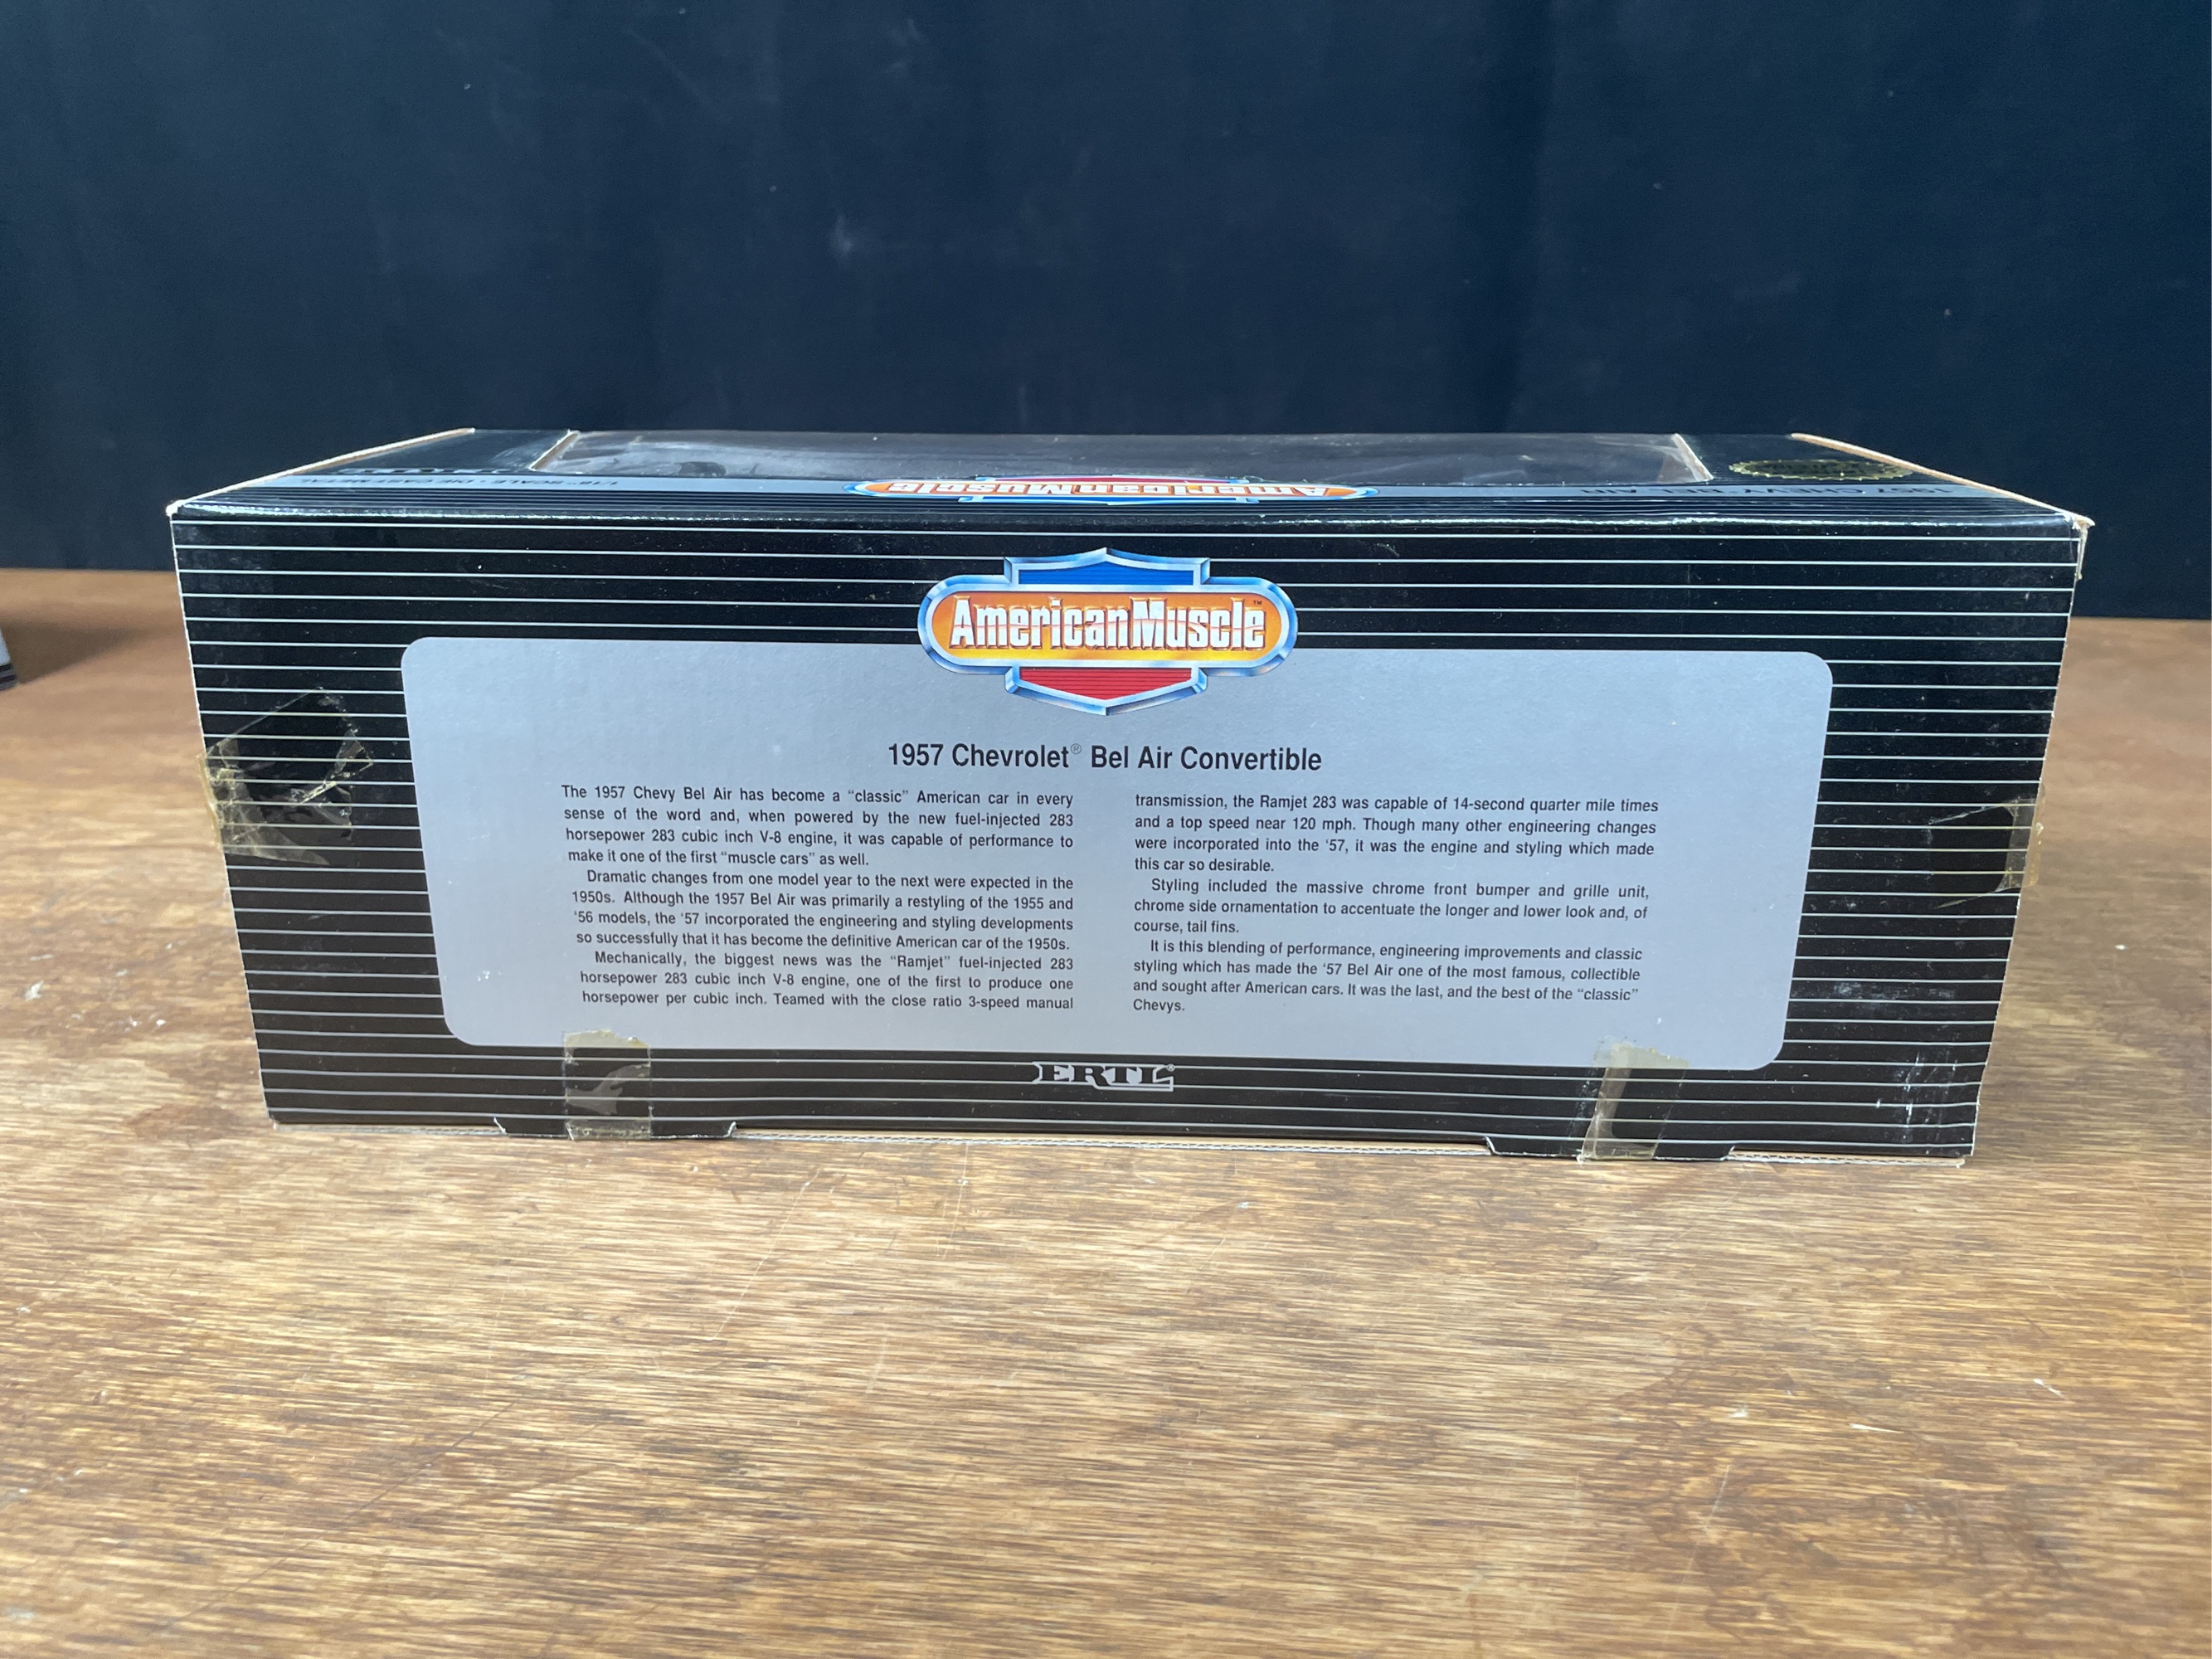 1/18TH SCALE • DIE CAST METAL
AmericanMuscle
1957 CHEVY BEL AIR
AmericanMuscle™
1957 Chevrolet® Bel Air Convertible
The 1957 Chevy Bel Air has become a “classic” American car in every
sense of the word and, when powered by the new fuel-injected 283
horsepower 283 cubic inch V-8 engine, it was capable of performance to
make it one of the first “muscle cars” as well.
Dramatic changes from one model year to the next were expected in the
1950s. Although the 1957 Bel Air was primarily a restyling of the 1955 and
‘56 models, the ‘57 incorporated the engineering and styling developments
so successfully that it has become the definitive American car of the 1950s.
Mechanically, the biggest news was the “Ramjet” fuel-injected 283
horsepower 283 cubic inch V-8 engine, one of the first to produce one
horsepower per cubic inch. Teamed with the close ratio 3-speed manual
transmission, the Ramjet 283 was capable of 14-second quarter mile times
and a top speed near 120 mph. Though many other engineering changes
were incorporated into the ‘57, it was the engine and styling which made
this car so desirable.
Styling included the massive chrome front bumper and grille unit,
chrome side ornamentation to accentuate the longer and lower look and, of
course, tail fins.
It is this blending of performance, engineering improvements and classic
styling which has made the ‘57 Bel Air one of the most famous, collectible
and sought after American cars. It was the last, and the best of the “classic”
Chevys.
ERTL®